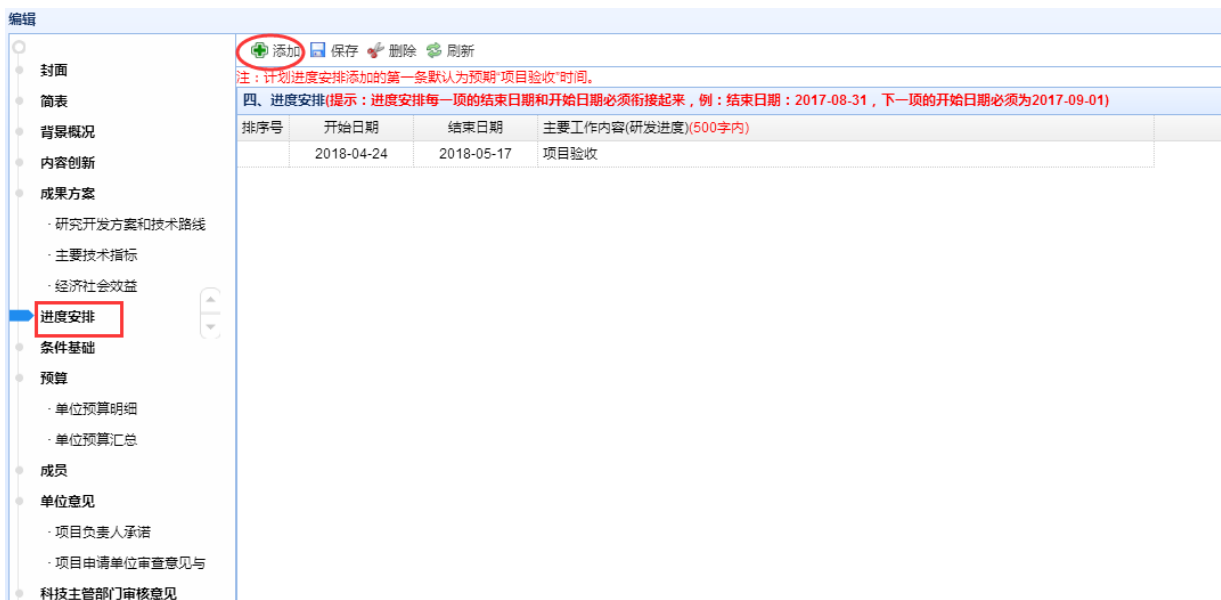 编辑
封面
简表
背景概况
内容创新
成果方案
· 研究开发方案和技术路线
· 主要技术指标
· 经济社会效益
进度安排
条件基础
预算
· 单位预算明细
· 单位预算汇总
成员
单位意见
· 项目负责人承诺
· 项目申请单位审查意见与
科技主管部门审核意见
添加 保存 删除 刷新
注：计划进度安排添加的第一条默认为预期"项目验收"时间。
四、进度安排(提示：进度安排每一项的结束日期和开始日期必须衔接起来，例：结束日期：2017-08-31，下一项的开始日期必须为2017-09-01)
排序号 开始日期 结束日期 主要工作内容(研发进度)(500字内)
2018-04-24 2018-05-17 项目验收